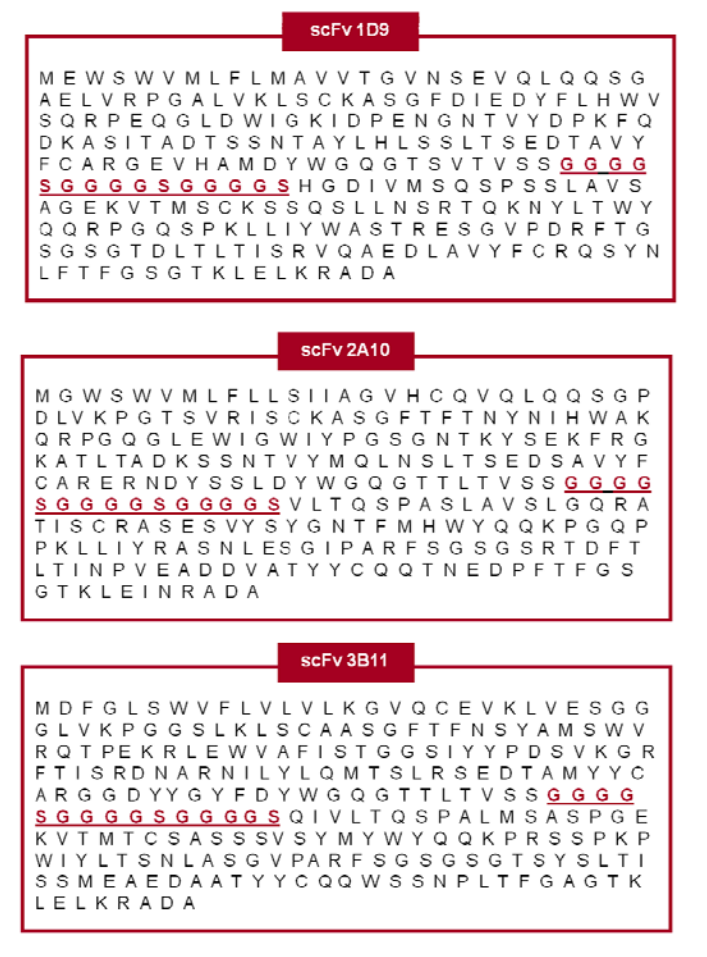 scFv 1D9
M E W S W V M L F L M A V V T G V N S E V Q L Q Q S G
A E L V R P G A L V K L S C K A S G F D I E D Y F L H W V
S Q R P E Q G L D W I G K I D P E N G N T V Y D P K F Q
D K A S I T A D T S S N T A Y L H L S S L T S E D T A V Y
F C A R G E V H A M D Y W G Q G T S V T V S S G G G G
S G G G G S G G G G S H G D I V M S Q S P S S L A V S
A G E K V T M S C K S S Q S L L N S R T Q K N Y L T W Y
Q Q R P G Q S P K L L I Y W A S T R E S G V P D R F T G
S G S G T D L T L T I S R V Q A E D L A V Y F C R Q S Y N
L F T F G S G T K L E L K R A D A
scFv 2A10
M G W S W V M L F L L S I I A G V H C Q V Q L Q Q S G P
D L V K P G T S V R I S C K A S G F T F T N Y N I H W A K
Q R P G Q G L E W I G W I Y P G S G N T K Y S E K F R G
K A T L T A D K S S N T V Y M Q L N S L T S E D S A V Y F
C A R E R N D Y S S L D Y W G Q G T T L T V S S G G G G
S G G G G S G G G G S V L T Q S P A S L A V S L G Q R A
T I S C R A S E S V Y S Y G N T F M H W Y Q Q K P G Q P
P K L L I Y R A S N L E S G I P A R F S G S G S R T D F T
L T I N P V E A D D V A T Y Y C Q Q T N E D P F T F G S
G T K L E I N R A D A
scFv 3B11
M D F G L S W V F L V L V L K G V Q C E V K L V E S G G
G L V K P G G S L K L S C A A S G F T F N S Y A M S W V
R Q T P E K R L E W V A F I S T G G S I Y Y P D S V K G R
F T I S R D N A R N I L Y L Q M T S L R S E D T A M Y Y C
A R G G D Y Y G Y F D Y W G Q G T T L T V S S G G G G
S G G G G S G G G G S Q I V L T Q S P A L M S A S P G E
K V T M T C S A S S S V S Y M Y W Y Q Q K P R S S P K P
W I Y L T S N L A S G V P A R F S G S G S G T S Y S L T I
S S M E A E D A A T Y Y C Q Q W S S N P L T F G A G T K
L E L K R A D A